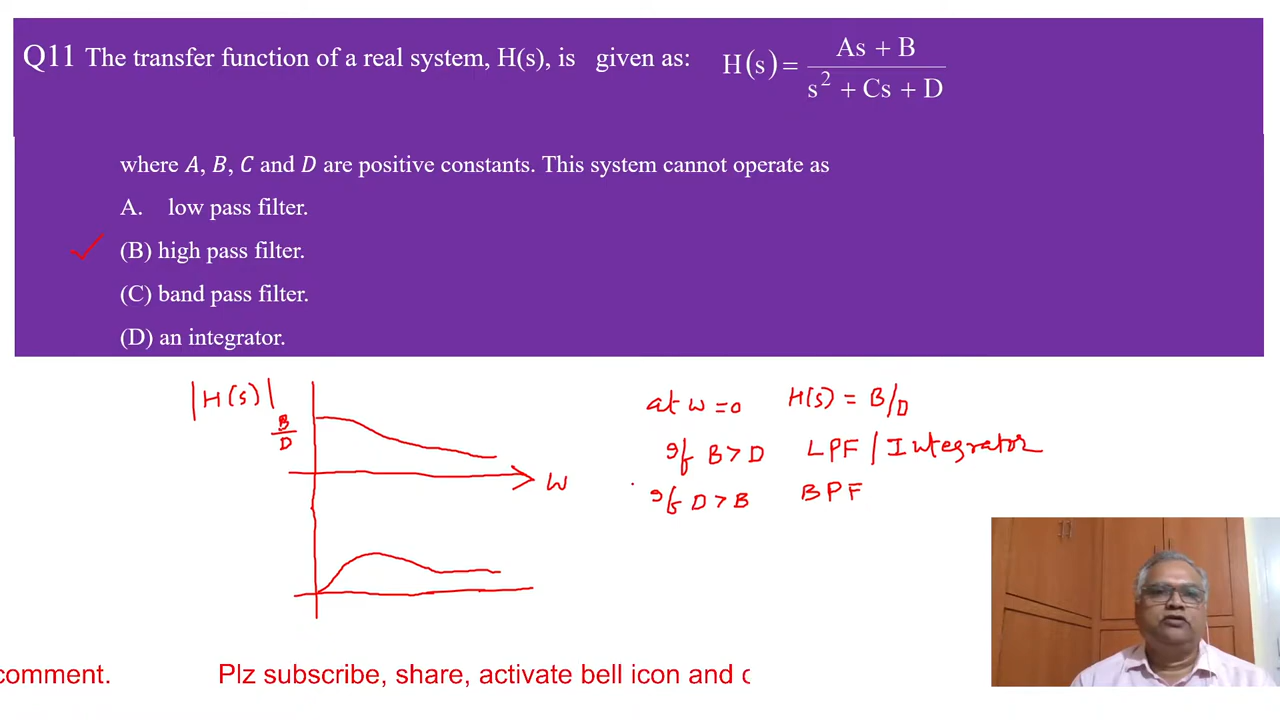 Q11 The transfer function of a real system, H(s), is given as: H(s) = As + B / s² + Cs + D
where A, B, C and D are positive constants. This system cannot operate as
A. low pass filter.
(B) high pass filter.
(C) band pass filter.
(D) an integrator.
|H(s)|
B/D
w
at w = 0 H(s) = B/D
If B > D LPF / Integrator
If D > B BPF
comment. Plz subscribe, share, activate bell icon and c